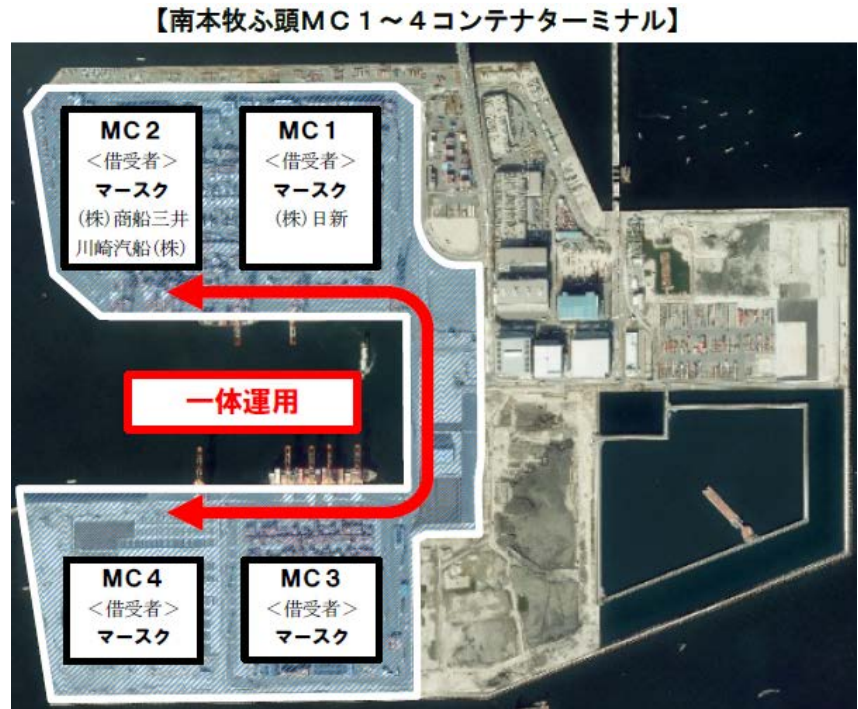 【南本牧ふ頭MC1~4コンテナターミナル】
MC2
<借受者>
マースク
(株)商船三井
川崎汽船(株)
MC1
<借受者>
マースク
(株)日新
一体運用
MC4
<借受者>
マースク
MC3
<借受者>
マースク